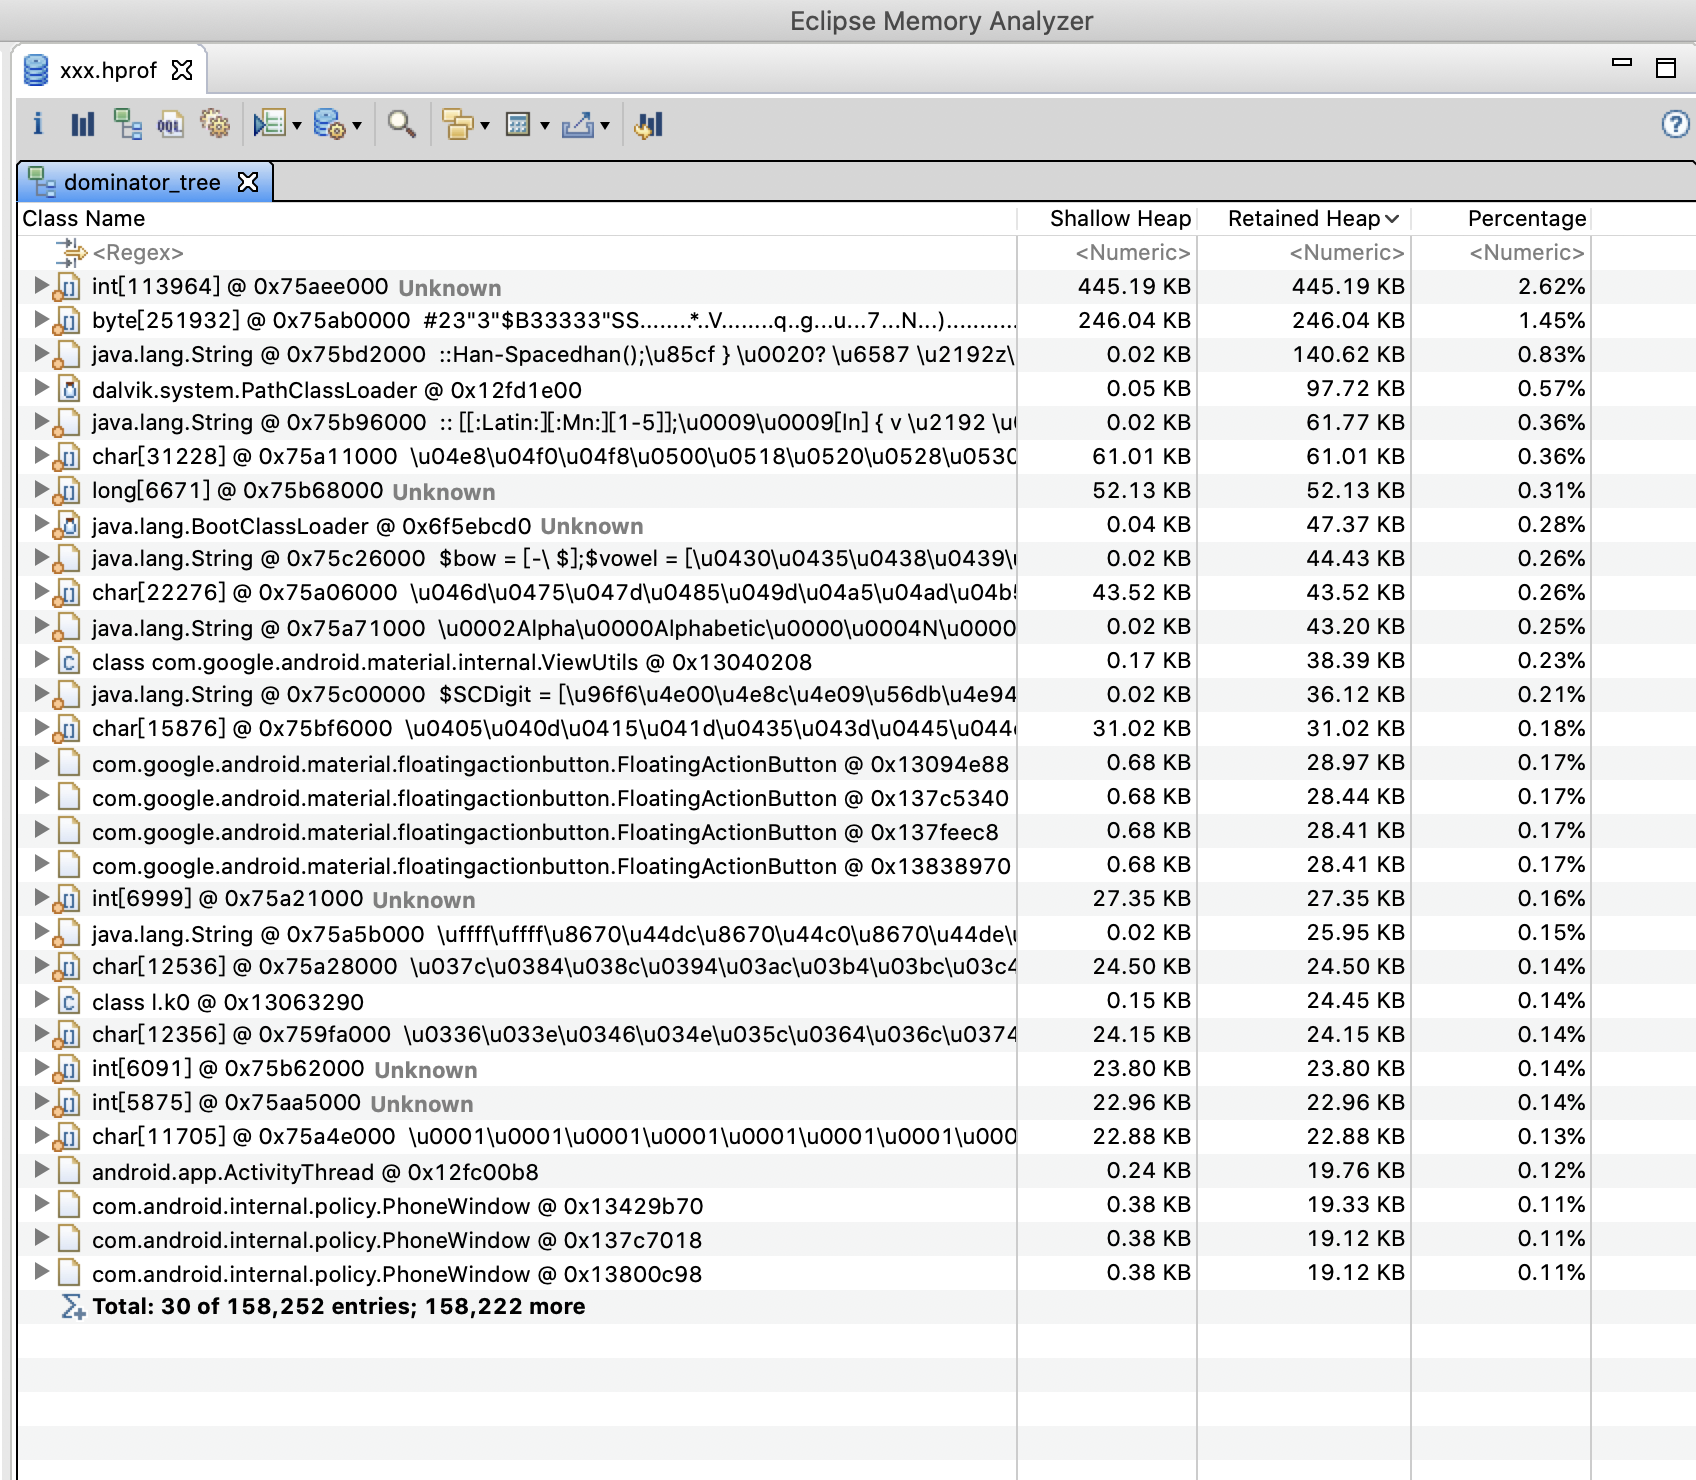 Eclipse Memory Analyzer
xxx.hprof
i OQL ?
dominator_tree
Class Name Shallow Heap Retained Heap Percentage
<Regex> <Numeric> <Numeric> <Numeric>
int[113964] @ 0x75aee000 Unknown 445.19 KB 445.19 KB 2.62%
byte[251932] @ 0x75ab0000 #23"3"$B33333"SS........*..V........q..g...u...7...N...)........... 246.04 KB 246.04 KB 1.45%
java.lang.String @ 0x75bd2000 ::Han-Spacedhan();\u85cf } \u0020? \u6587 \u2192z\ 0.02 KB 140.62 KB 0.83%
dalvik.system.PathClassLoader @ 0x12fd1e00 0.05 KB 97.72 KB 0.57%
java.lang.String @ 0x75b96000 :: [[:Latin:][:Mn:][1-5]];\u0009\u0009[ln] { v \u2192 \u 0.02 KB 61.77 KB 0.36%
char[31228] @ 0x75a11000 \u04e8\u04f0\u04f8\u0500\u0518\u0520\u0528\u0530 61.01 KB 61.01 KB 0.36%
long[6671] @ 0x75b68000 Unknown 52.13 KB 52.13 KB 0.31%
java.lang.BootClassLoader @ 0x6f5ebcd0 Unknown 0.04 KB 47.37 KB 0.28%
java.lang.String @ 0x75c26000 $bow = [-\ $];$vowel = [\u0430\u0435\u0438\u0439\ 0.02 KB 44.43 KB 0.26%
char[22276] @ 0x75a06000 \u046d\u0475\u047d\u0485\u049d\u04a5\u04ad\u04b5 43.52 KB 43.52 KB 0.26%
java.lang.String @ 0x75a71000 \u0002Alpha\u0000Alphabetic\u0000\u0004N\u0000 0.02 KB 43.20 KB 0.25%
class com.google.android.material.internal.ViewUtils @ 0x13040208 0.17 KB 38.39 KB 0.23%
java.lang.String @ 0x75c00000 $SCDigit = [\u96f6\u4e00\u4e8c\u4e09\u56db\u4e94 0.02 KB 36.12 KB 0.21%
char[15876] @ 0x75bf6000 \u0405\u040d\u0415\u041d\u0435\u043d\u0445\u044 31.02 KB 31.02 KB 0.18%
com.google.android.material.floatingactionbutton.FloatingActionButton @ 0x13094e88 0.68 KB 28.97 KB 0.17%
com.google.android.material.floatingactionbutton.FloatingActionButton @ 0x137c5340 0.68 KB 28.44 KB 0.17%
com.google.android.material.floatingactionbutton.FloatingActionButton @ 0x137feec8 0.68 KB 28.41 KB 0.17%
com.google.android.material.floatingactionbutton.FloatingActionButton @ 0x13838970 0.68 KB 28.41 KB 0.17%
int[6999] @ 0x75a21000 Unknown 27.35 KB 27.35 KB 0.16%
java.lang.String @ 0x75a5b000 \uffff\uffff\u8670\u44dc\u8670\u44c0\u8670\u44de\ 0.02 KB 25.95 KB 0.15%
char[12536] @ 0x75a28000 \u037c\u0384\u038c\u0394\u03ac\u03b4\u03bc\u03c4 24.50 KB 24.50 KB 0.14%
class l.k0 @ 0x13063290 0.15 KB 24.45 KB 0.14%
char[12356] @ 0x759fa000 \u0336\u033e\u0346\u034e\u035c\u0364\u036c\u0374 24.15 KB 24.15 KB 0.14%
int[6091] @ 0x75b62000 Unknown 23.80 KB 23.80 KB 0.14%
int[5875] @ 0x75aa5000 Unknown 22.96 KB 22.96 KB 0.14%
char[11705] @ 0x75a4e000 \u0001\u0001\u0001\u0001\u0001\u0001\u0001\u000 22.88 KB 22.88 KB 0.13%
android.app.ActivityThread @ 0x12fc00b8 0.24 KB 19.76 KB 0.12%
com.android.internal.policy.PhoneWindow @ 0x13429b70 0.38 KB 19.33 KB 0.11%
com.android.internal.policy.PhoneWindow @ 0x137c7018 0.38 KB 19.12 KB 0.11%
com.android.internal.policy.PhoneWindow @ 0x13800c98 0.38 KB 19.12 KB 0.11%
Total: 30 of 158,252 entries; 158,222 more